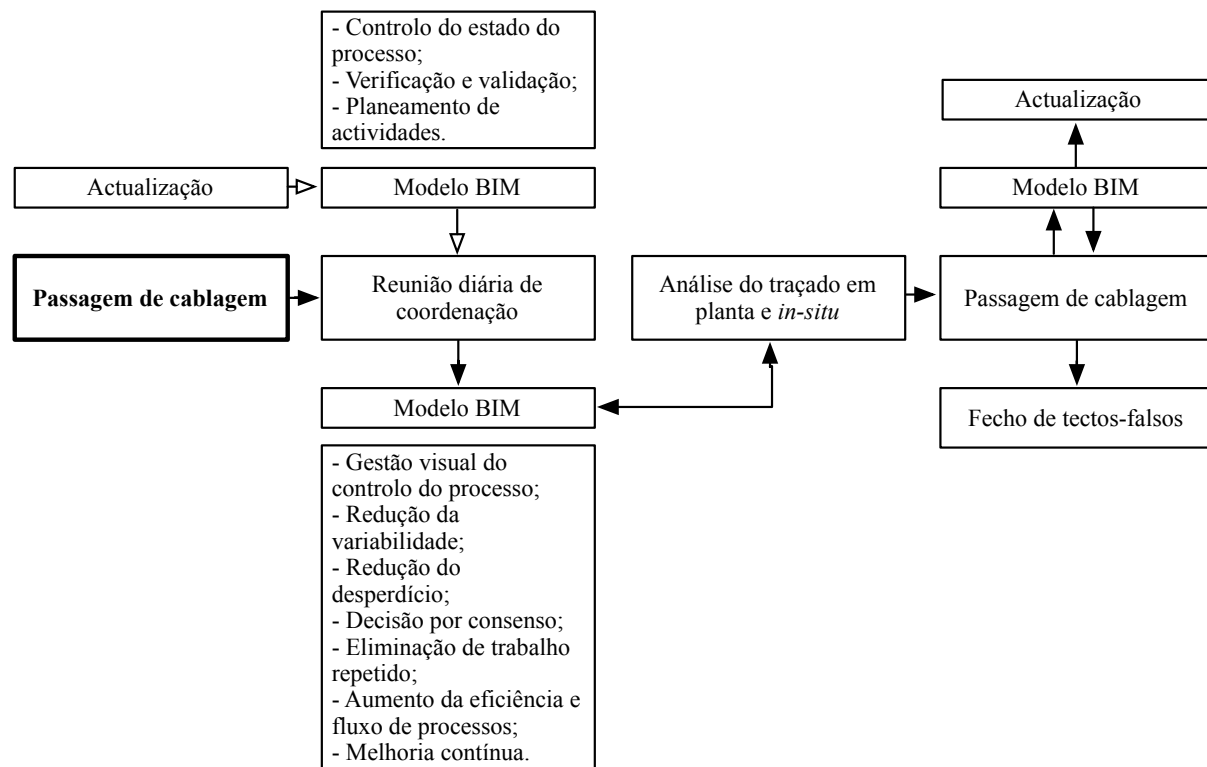 - Controlo do estado do
processo;
- Verificação e validação;
- Planeamento de
actividades.
Actualização
Actualização
Modelo BIM
Modelo BIM
Passagem de cablagem
Reunião diária de
coordenação
Análise do traçado em
planta e in-situ
Passagem de cablagem
Modelo BIM
Fecho de tectos-falsos
- Gestão visual do
controlo do processo;
- Redução da
variabilidade;
- Redução do
desperdício;
- Decisão por consenso;
- Eliminação de trabalho
repetido;
- Aumento da eficiência e
fluxo de processos;
- Melhoria contínua.